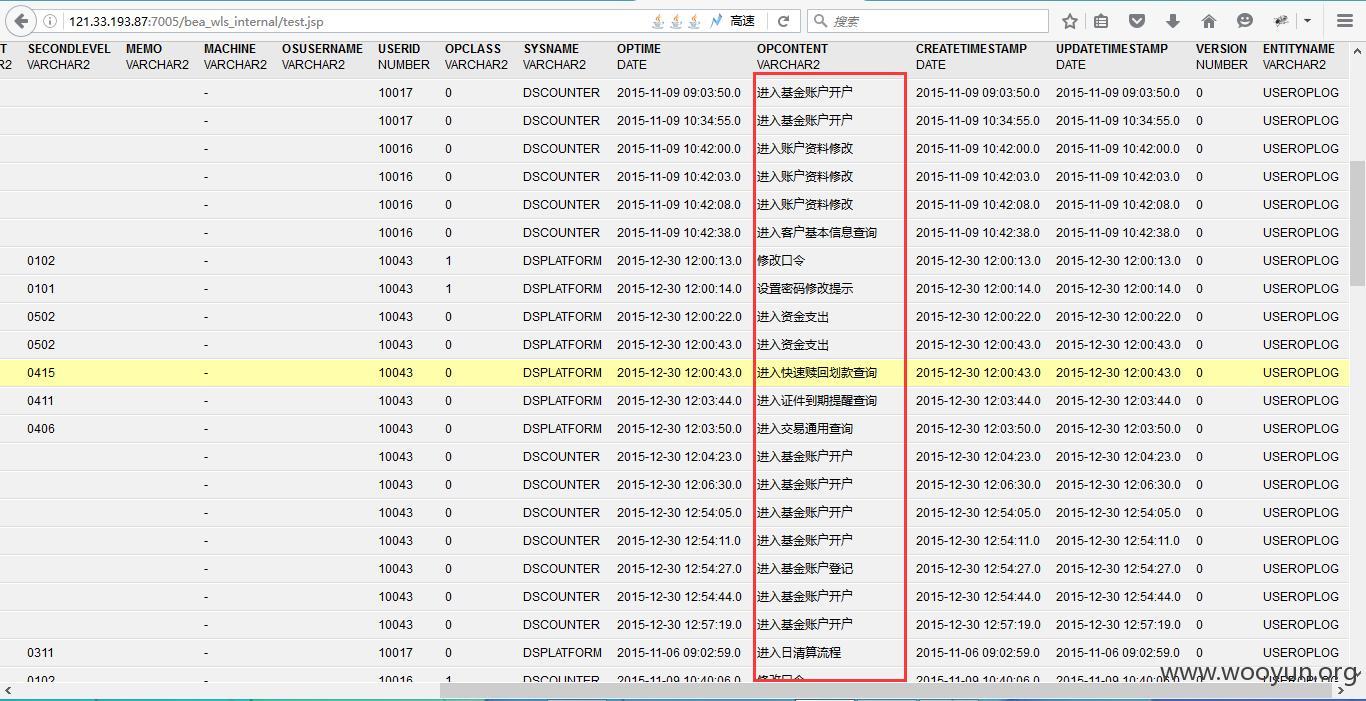 121.33.193.87:7005/bea_wls_internal/test.jsp 高速 搜索
T SECONDLEVEL MEMO MACHINE OSUSERNAME USERID OPCLASS SYSNAME OPTIME OPCONTENT CREATETIMESTAMP UPDATETIMESTAMP VERSION ENTITYNAME
R2 VARCHAR2 VARCHAR2 VARCHAR2 VARCHAR2 NUMBER VARCHAR2 VARCHAR2 DATE VARCHAR2 DATE DATE NUMBER VARCHAR2
- 10017 0 DSCOUNTER 2015-11-09 09:03:50.0 进入基金账户开户 2015-11-09 09:03:50.0 2015-11-09 09:03:50.0 0 USEROPLOG
- 10017 0 DSCOUNTER 2015-11-09 10:34:55.0 进入基金账户开户 2015-11-09 10:34:55.0 2015-11-09 10:34:55.0 0 USEROPLOG
- 10016 0 DSCOUNTER 2015-11-09 10:42:00.0 进入账户资料修改 2015-11-09 10:42:00.0 2015-11-09 10:42:00.0 0 USEROPLOG
- 10016 0 DSCOUNTER 2015-11-09 10:42:03.0 进入账户资料修改 2015-11-09 10:42:03.0 2015-11-09 10:42:03.0 0 USEROPLOG
- 10016 0 DSCOUNTER 2015-11-09 10:42:08.0 进入账户资料修改 2015-11-09 10:42:08.0 2015-11-09 10:42:08.0 0 USEROPLOG
- 10016 0 DSCOUNTER 2015-11-09 10:42:38.0 进入客户基本信息查询 2015-11-09 10:42:38.0 2015-11-09 10:42:38.0 0 USEROPLOG
0102 - 10043 1 DSPLATFORM 2015-12-30 12:00:13.0 修改口令 2015-12-30 12:00:13.0 2015-12-30 12:00:13.0 0 USEROPLOG
0101 - 10043 1 DSPLATFORM 2015-12-30 12:00:14.0 设置密码修改提示 2015-12-30 12:00:14.0 2015-12-30 12:00:14.0 0 USEROPLOG
0502 - 10043 0 DSPLATFORM 2015-12-30 12:00:22.0 进入资金支出 2015-12-30 12:00:22.0 2015-12-30 12:00:22.0 0 USEROPLOG
0502 - 10043 0 DSPLATFORM 2015-12-30 12:00:43.0 进入资金支出 2015-12-30 12:00:43.0 2015-12-30 12:00:43.0 0 USEROPLOG
0415 - 10043 0 DSPLATFORM 2015-12-30 12:00:43.0 进入快速赎回划款查询 2015-12-30 12:00:43.0 2015-12-30 12:00:43.0 0 USEROPLOG
0411 - 10043 0 DSPLATFORM 2015-12-30 12:03:44.0 进入证件到期提醒查询 2015-12-30 12:03:44.0 2015-12-30 12:03:44.0 0 USEROPLOG
0406 - 10043 0 DSPLATFORM 2015-12-30 12:03:50.0 进入交易通用查询 2015-12-30 12:03:50.0 2015-12-30 12:03:50.0 0 USEROPLOG
- 10043 0 DSCOUNTER 2015-12-30 12:04:23.0 进入基金账户开户 2015-12-30 12:04:23.0 2015-12-30 12:04:23.0 0 USEROPLOG
- 10043 0 DSCOUNTER 2015-12-30 12:06:30.0 进入基金账户开户 2015-12-30 12:06:30.0 2015-12-30 12:06:30.0 0 USEROPLOG
- 10043 0 DSCOUNTER 2015-12-30 12:54:05.0 进入基金账户开户 2015-12-30 12:54:05.0 2015-12-30 12:54:05.0 0 USEROPLOG
- 10043 0 DSCOUNTER 2015-12-30 12:54:11.0 进入基金账户开户 2015-12-30 12:54:11.0 2015-12-30 12:54:11.0 0 USEROPLOG
- 10043 0 DSCOUNTER 2015-12-30 12:54:27.0 进入基金账户登记 2015-12-30 12:54:27.0 2015-12-30 12:54:27.0 0 USEROPLOG
- 10043 0 DSCOUNTER 2015-12-30 12:54:44.0 进入基金账户开户 2015-12-30 12:54:44.0 2015-12-30 12:54:44.0 0 USEROPLOG
- 10043 0 DSCOUNTER 2015-12-30 12:57:19.0 进入基金账户开户 2015-12-30 12:57:19.0 2015-12-30 12:57:19.0 0 USEROPLOG
0311 - 10017 0 DSPLATFORM 2015-11-06 09:02:59.0 进入日清算流程 2015-11-06 09:02:59.0 2015-11-06 09:02:59.0 0 USEROPLOG
0102 - 10016 1 DSPLATFORM 2015-11-09 10:40:06.0 修改口令 2015-11-09 10:40:06.0 2015-11-09 10:40:06.0 0 USEROPLOG
www.wooyun.org